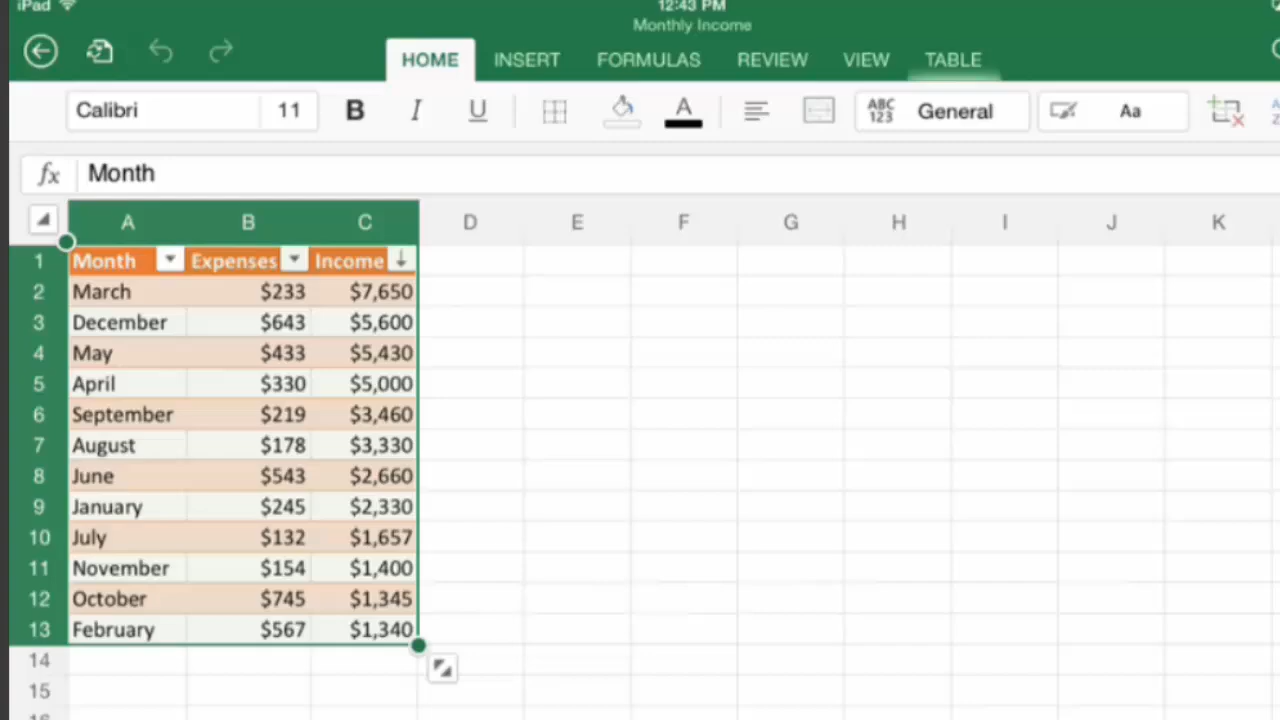 iPad 12:43 PM
Monthly Income
HOME INSERT FORMULAS REVIEW VIEW TABLE
Calibri 11 B I U A ABC 123 General Aa
fx Month
A B C D E F G H I J K
1 Month Expenses Income
2 March $233 $7,650
3 December $643 $5,600
4 May $433 $5,430
5 April $330 $5,000
6 September $219 $3,460
7 August $178 $3,330
8 June $543 $2,660
9 January $245 $2,330
10 July $132 $1,657
11 November $154 $1,400
12 October $745 $1,345
13 February $567 $1,340
14
15
16